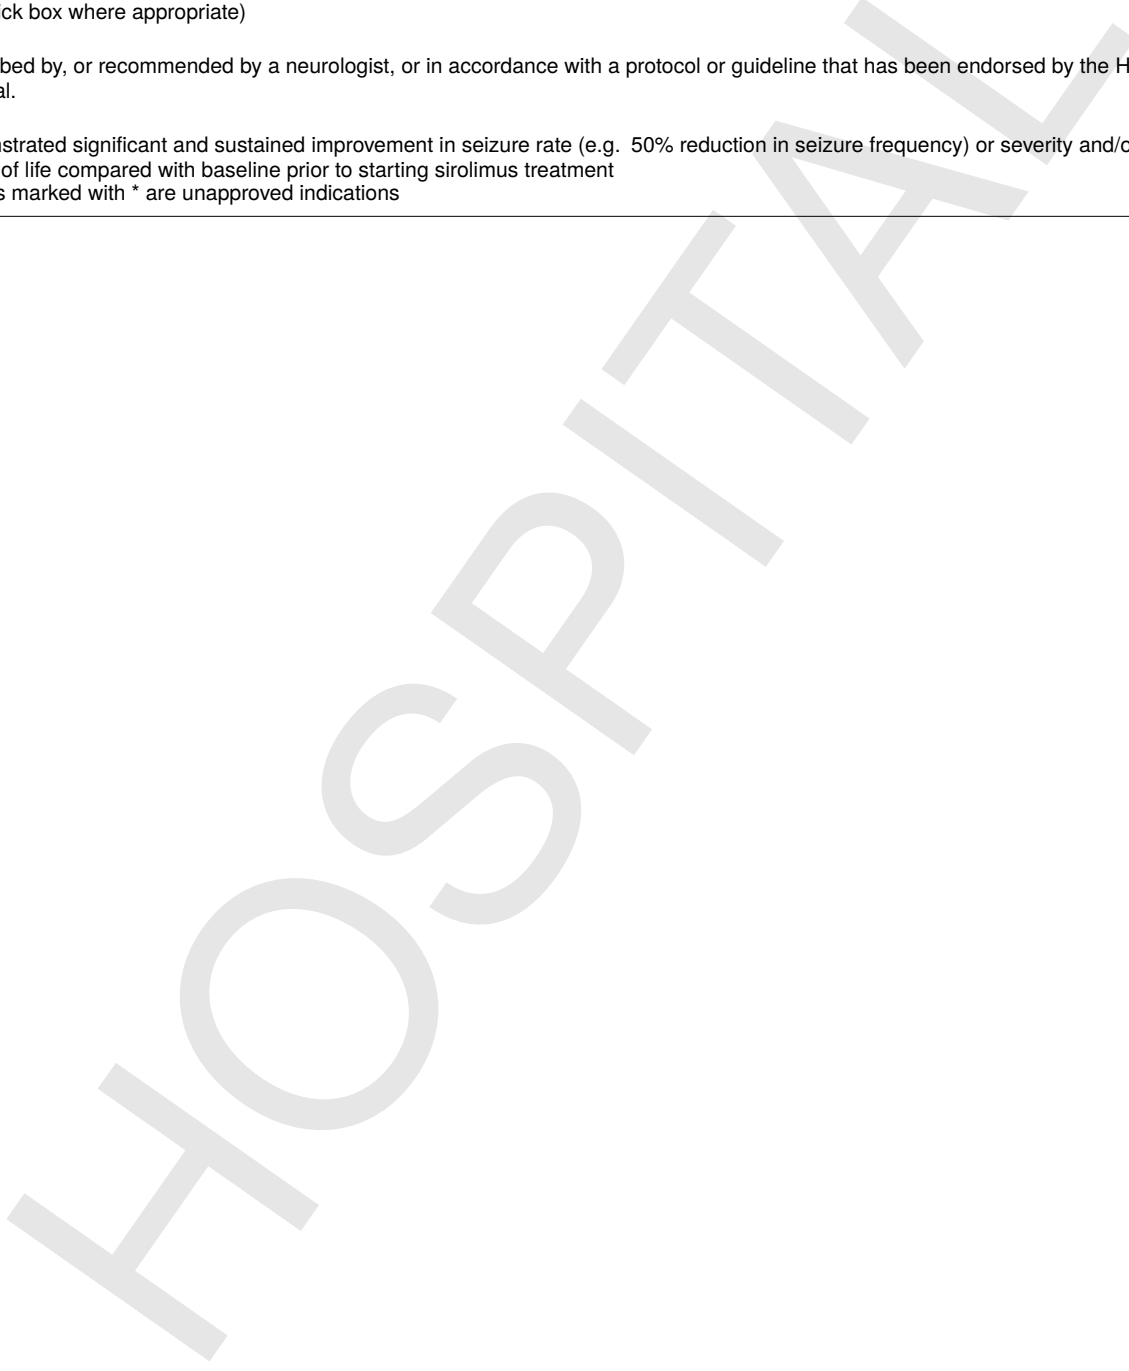 ick box where appropriate)
bed by, or recommended by a neurologist, or in accordance with a protocol or guideline that has been endorsed by the H
al.
nstrated significant and sustained improvement in seizure rate (e.g. 50% reduction in seizure frequency) or severity and/o
of life compared with baseline prior to starting sirolimus treatment
s marked with * are unapproved indications
HOSPITAL